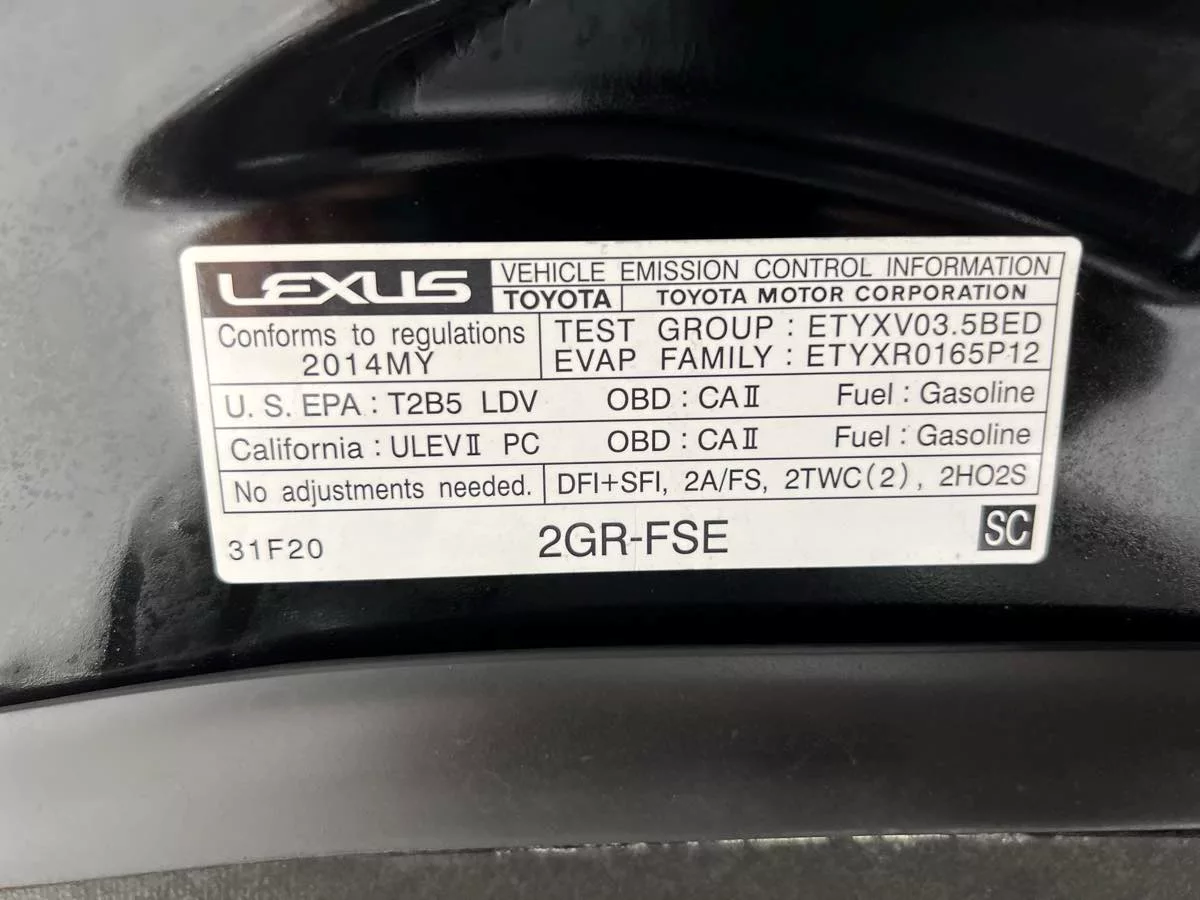 LEXUS VEHICLE EMISSION CONTROL INFORMATION
TOYOTA TOYOTA MOTOR CORPORATION
Conforms to regulations TEST GROUP : ETYXV03.5BED
2014MY EVAP FAMILY : ETYXR0165P12
U. S. EPA : T2B5 LDV OBD : CAⅡ Fuel : Gasoline
California : ULEVⅡ PC OBD : CAⅡ Fuel : Gasoline
No adjustments needed. DFI+SFI, 2A/FS, 2TWC(2), 2HO2S
31F20 2GR-FSE SC